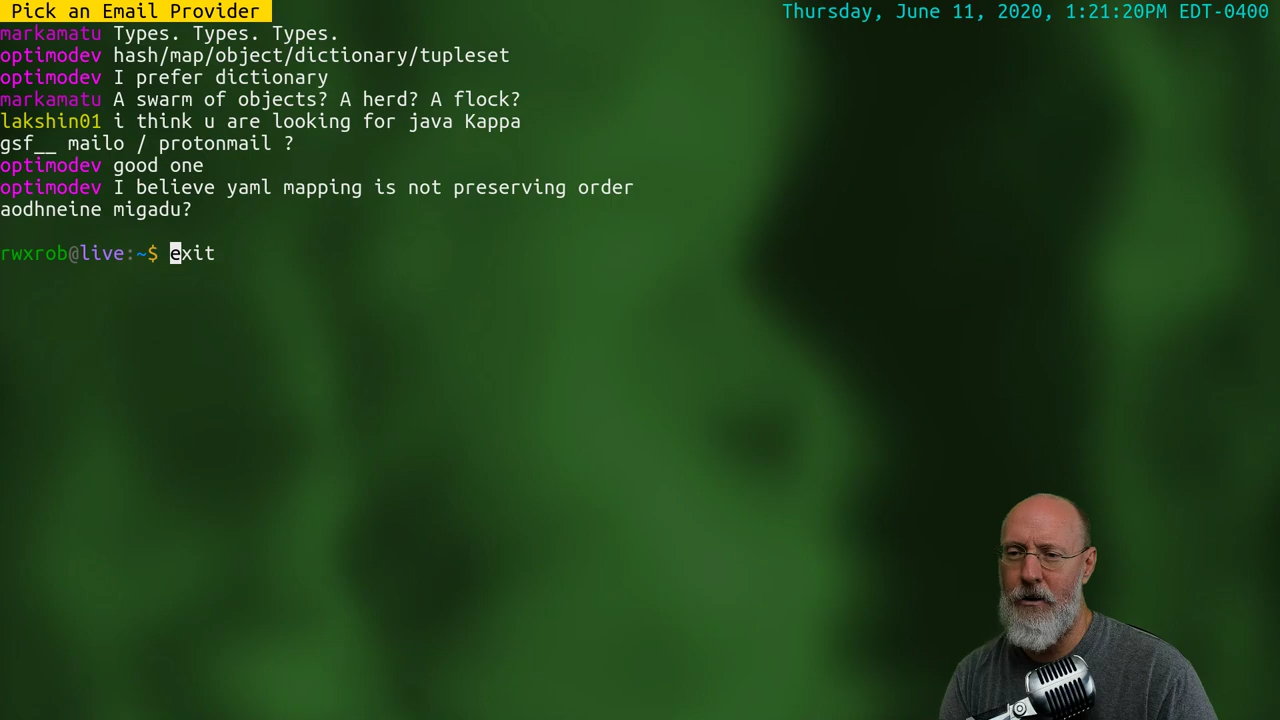 Pick an Email Provider
Thursday, June 11, 2020, 1:21:20PM EDT-0400
markamatu Types. Types. Types.
optimodev hash/map/object/dictionary/tupleset
optimodev I prefer dictionary
markamatu A swarm of objects? A herd? A flock?
lakshin01 i think u are looking for java Kappa
gsf__ mailo / protonmail ?
optimodev good one
optimodev I believe yaml mapping is not preserving order
aodhneine migadu?
rwxrob@live:~$ exit